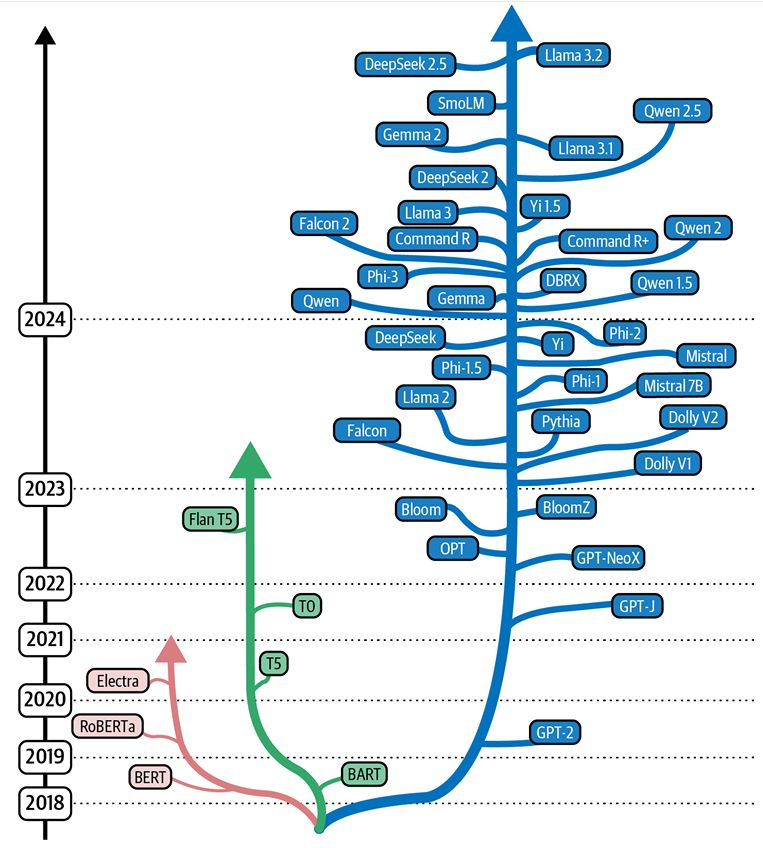 Llama 3.2
DeepSeek 2.5
SmoLM
Qwen 2.5
Gemma 2
Llama 3.1
DeepSeek 2
Yi 1.5
Llama 3
Falcon 2
Qwen 2
Command R
Command R+
Phi-3
DBRX
Qwen 1.5
Gemma
Qwen
2024
Phi-2
DeepSeek
Yi
Mistral
Phi-1.5
Phi-1
Mistral 7B
Llama 2
Dolly V2
Pythia
Falcon
Dolly V1
2023
Bloom
BloomZ
Flan T5
OPT
GPT-NeoX
2022
T0
GPT-J
2021
T5
Electra
2020
RoBERTa
GPT-2
2019
BERT
BART
2018